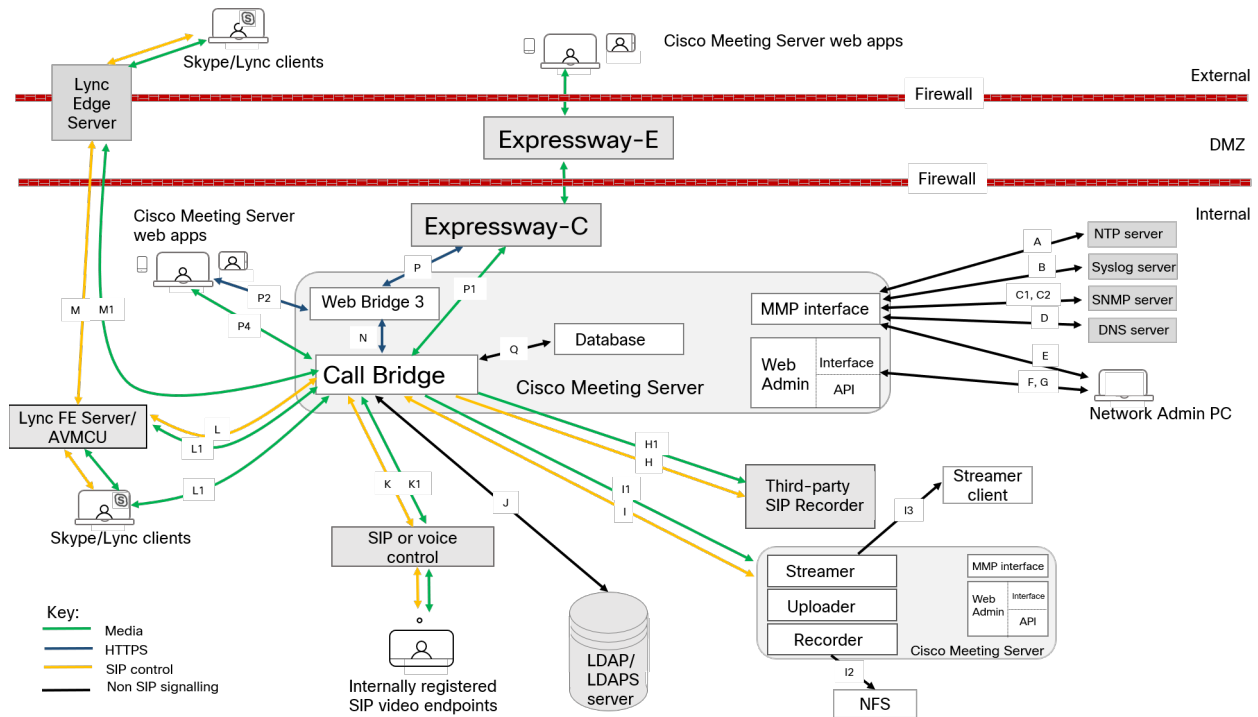 Skype/Lync clients
Cisco Meeting Server web apps
External
Lync
Edge
Server
Firewall
Expressway-E
DMZ
Firewall
Internal
Cisco Meeting Server
web apps
Expressway-C
A
NTP server
B
Syslog server
C1, C2
SNMP server
D
DNS server
P
P1
P2
P4
Web Bridge 3
MMP interface
M
M1
N
Q
Database
Web
Admin
Interface
API
E
F, G
Call Bridge
Cisco Meeting Server
Network Admin PC
Lync FE Server/
AVMCU
L
L1
L1
H1
H
K
K1
I1
I
J
Third-party
SIP Recorder
Streamer
client
I3
S
Skype/Lync clients
SIP or voice
control
Streamer
Uploader
Recorder
MMP interface
Web
Admin
Interface
API
Cisco Meeting Server
Key:
Media
HTTPS
SIP control
Non SIP signalling
Internally registered
SIP video endpoints
LDAP/
LDAPS
server
I2
NFS
S